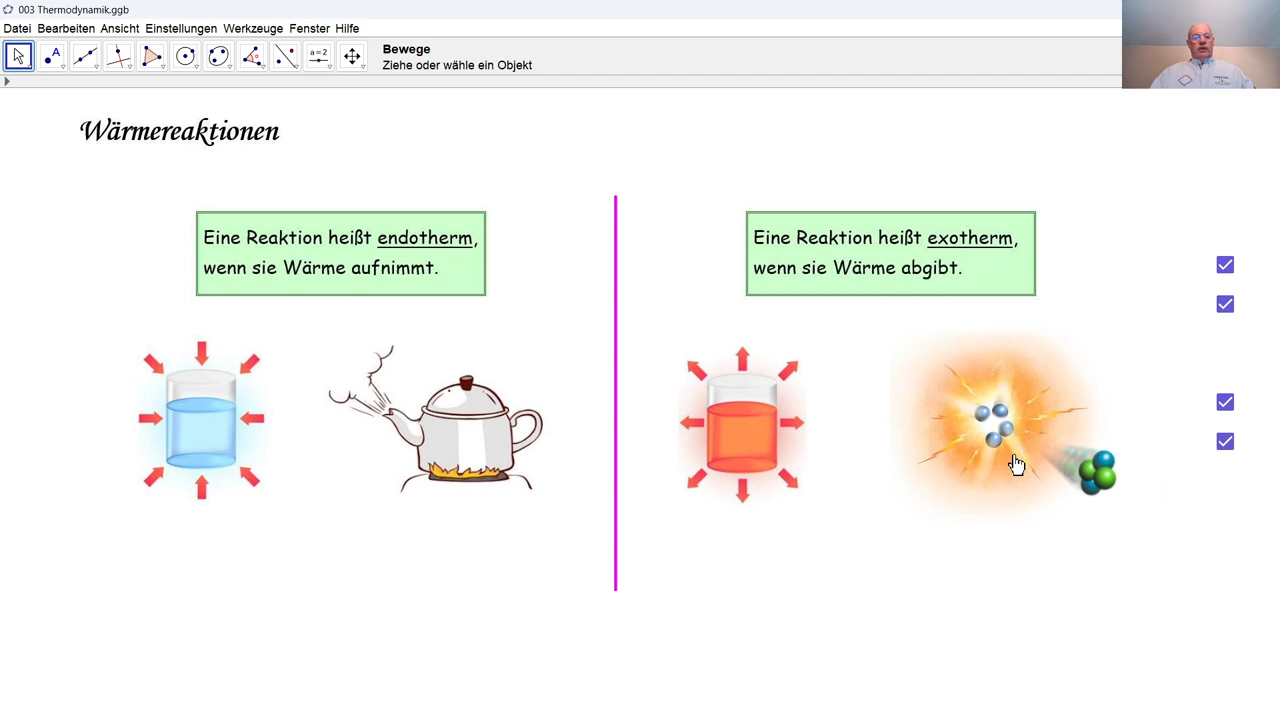 003 Thermodynamik.ggb
Datei Bearbeiten Ansicht Einstellungen Werkzeuge Fenster Hilfe
A
a=2
Bewege
Ziehe oder wähle ein Objekt
Wärmereaktionen
Eine Reaktion heißt endotherm,
wenn sie Wärme aufnimmt.
Eine Reaktion heißt exotherm,
wenn sie Wärme abgibt.